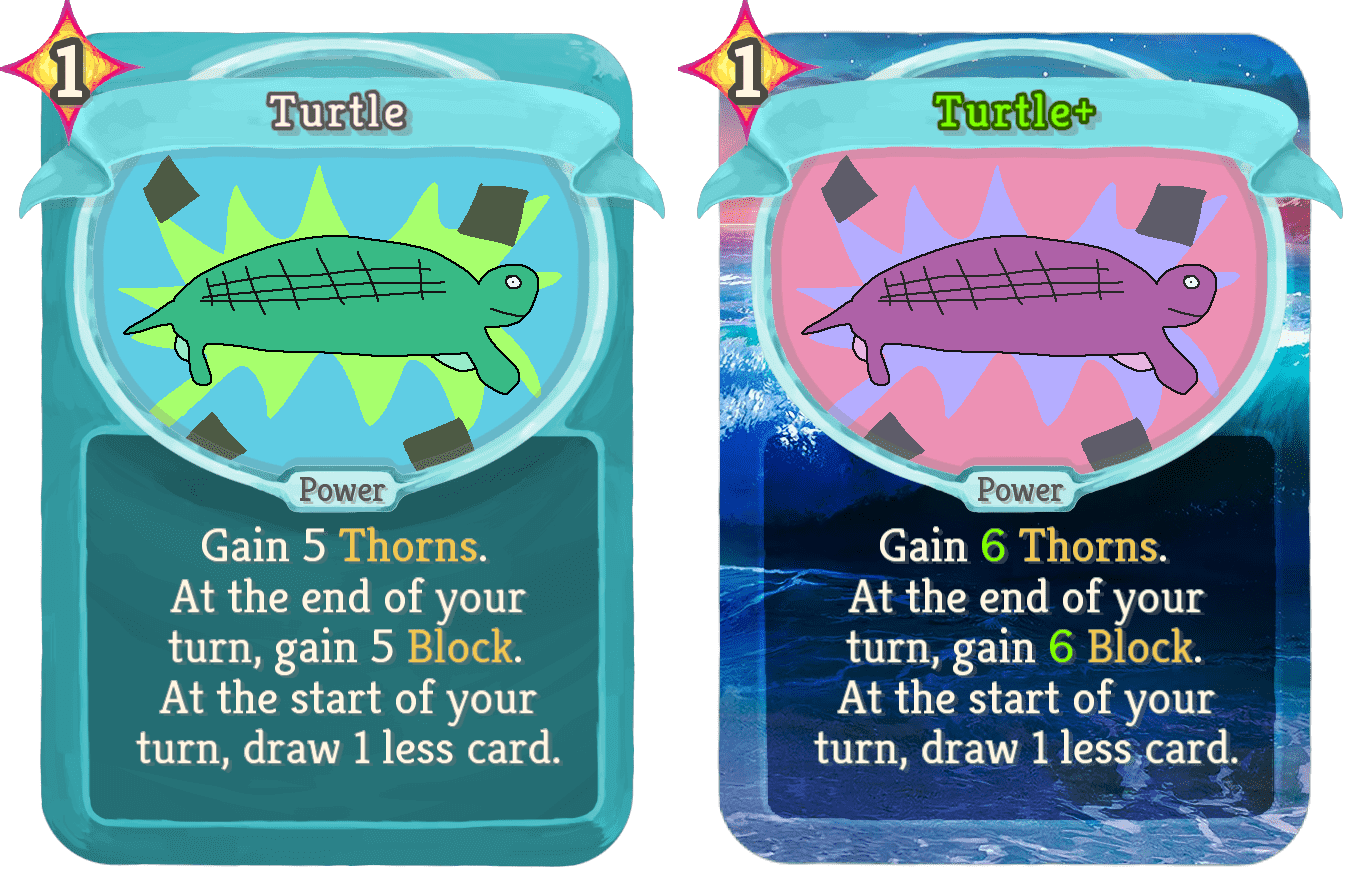 1
Turtle
Power
Gain 5 Thorns.
At the end of your
turn, gain 5 Block.
At the start of your
turn, draw 1 less card.
1
Turtle+
Power
Gain 6 Thorns.
At the end of your
turn, gain 6 Block.
At the start of your
turn, draw 1 less card.